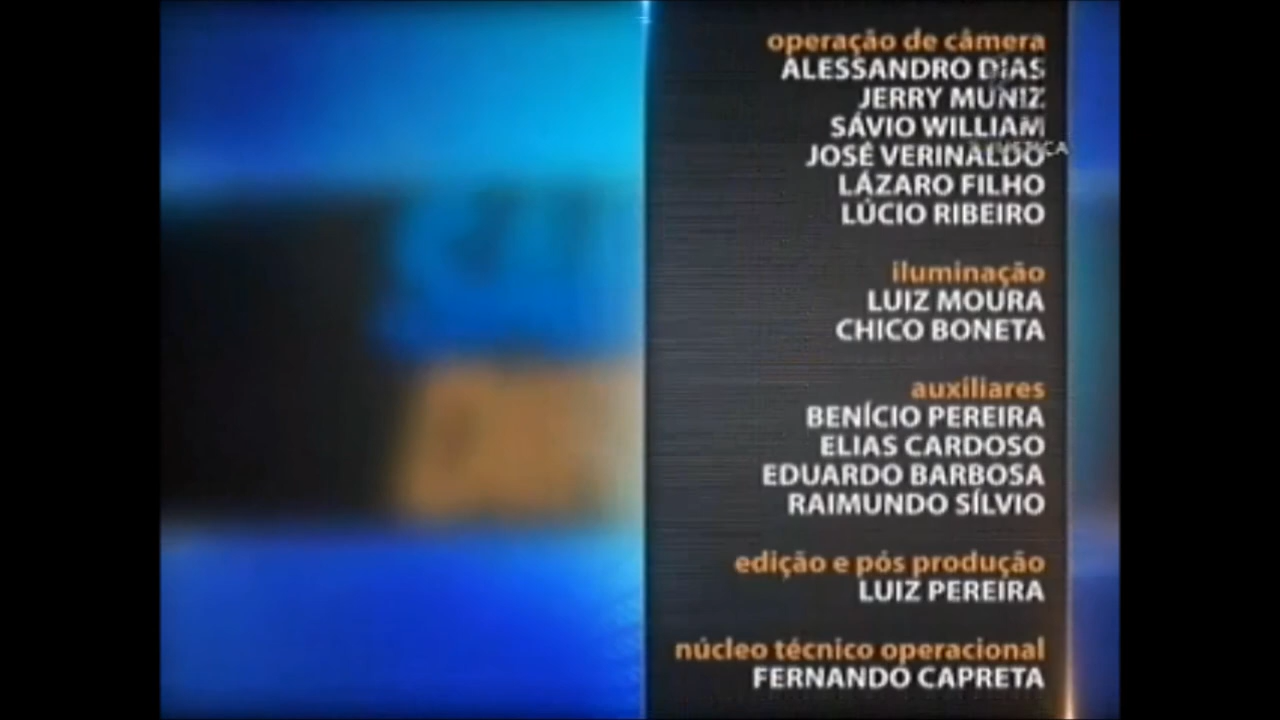 operação de câmera
ALESSANDRO DIAS
JERRY MUNIZ
SÁVIO WILLIAM
JOSÉ VERINALDO
LÁZARO FILHO
LÚCIO RIBEIRO
iluminação
LUIZ MOURA
CHICO BONETA
auxiliares
BENÍCIO PEREIRA
ELIAS CARDOSO
EDUARDO BARBOSA
RAIMUNDO SÍLVIO
edição e pós produção
LUIZ PEREIRA
núcleo técnico operacional
FERNANDO CAPRETA